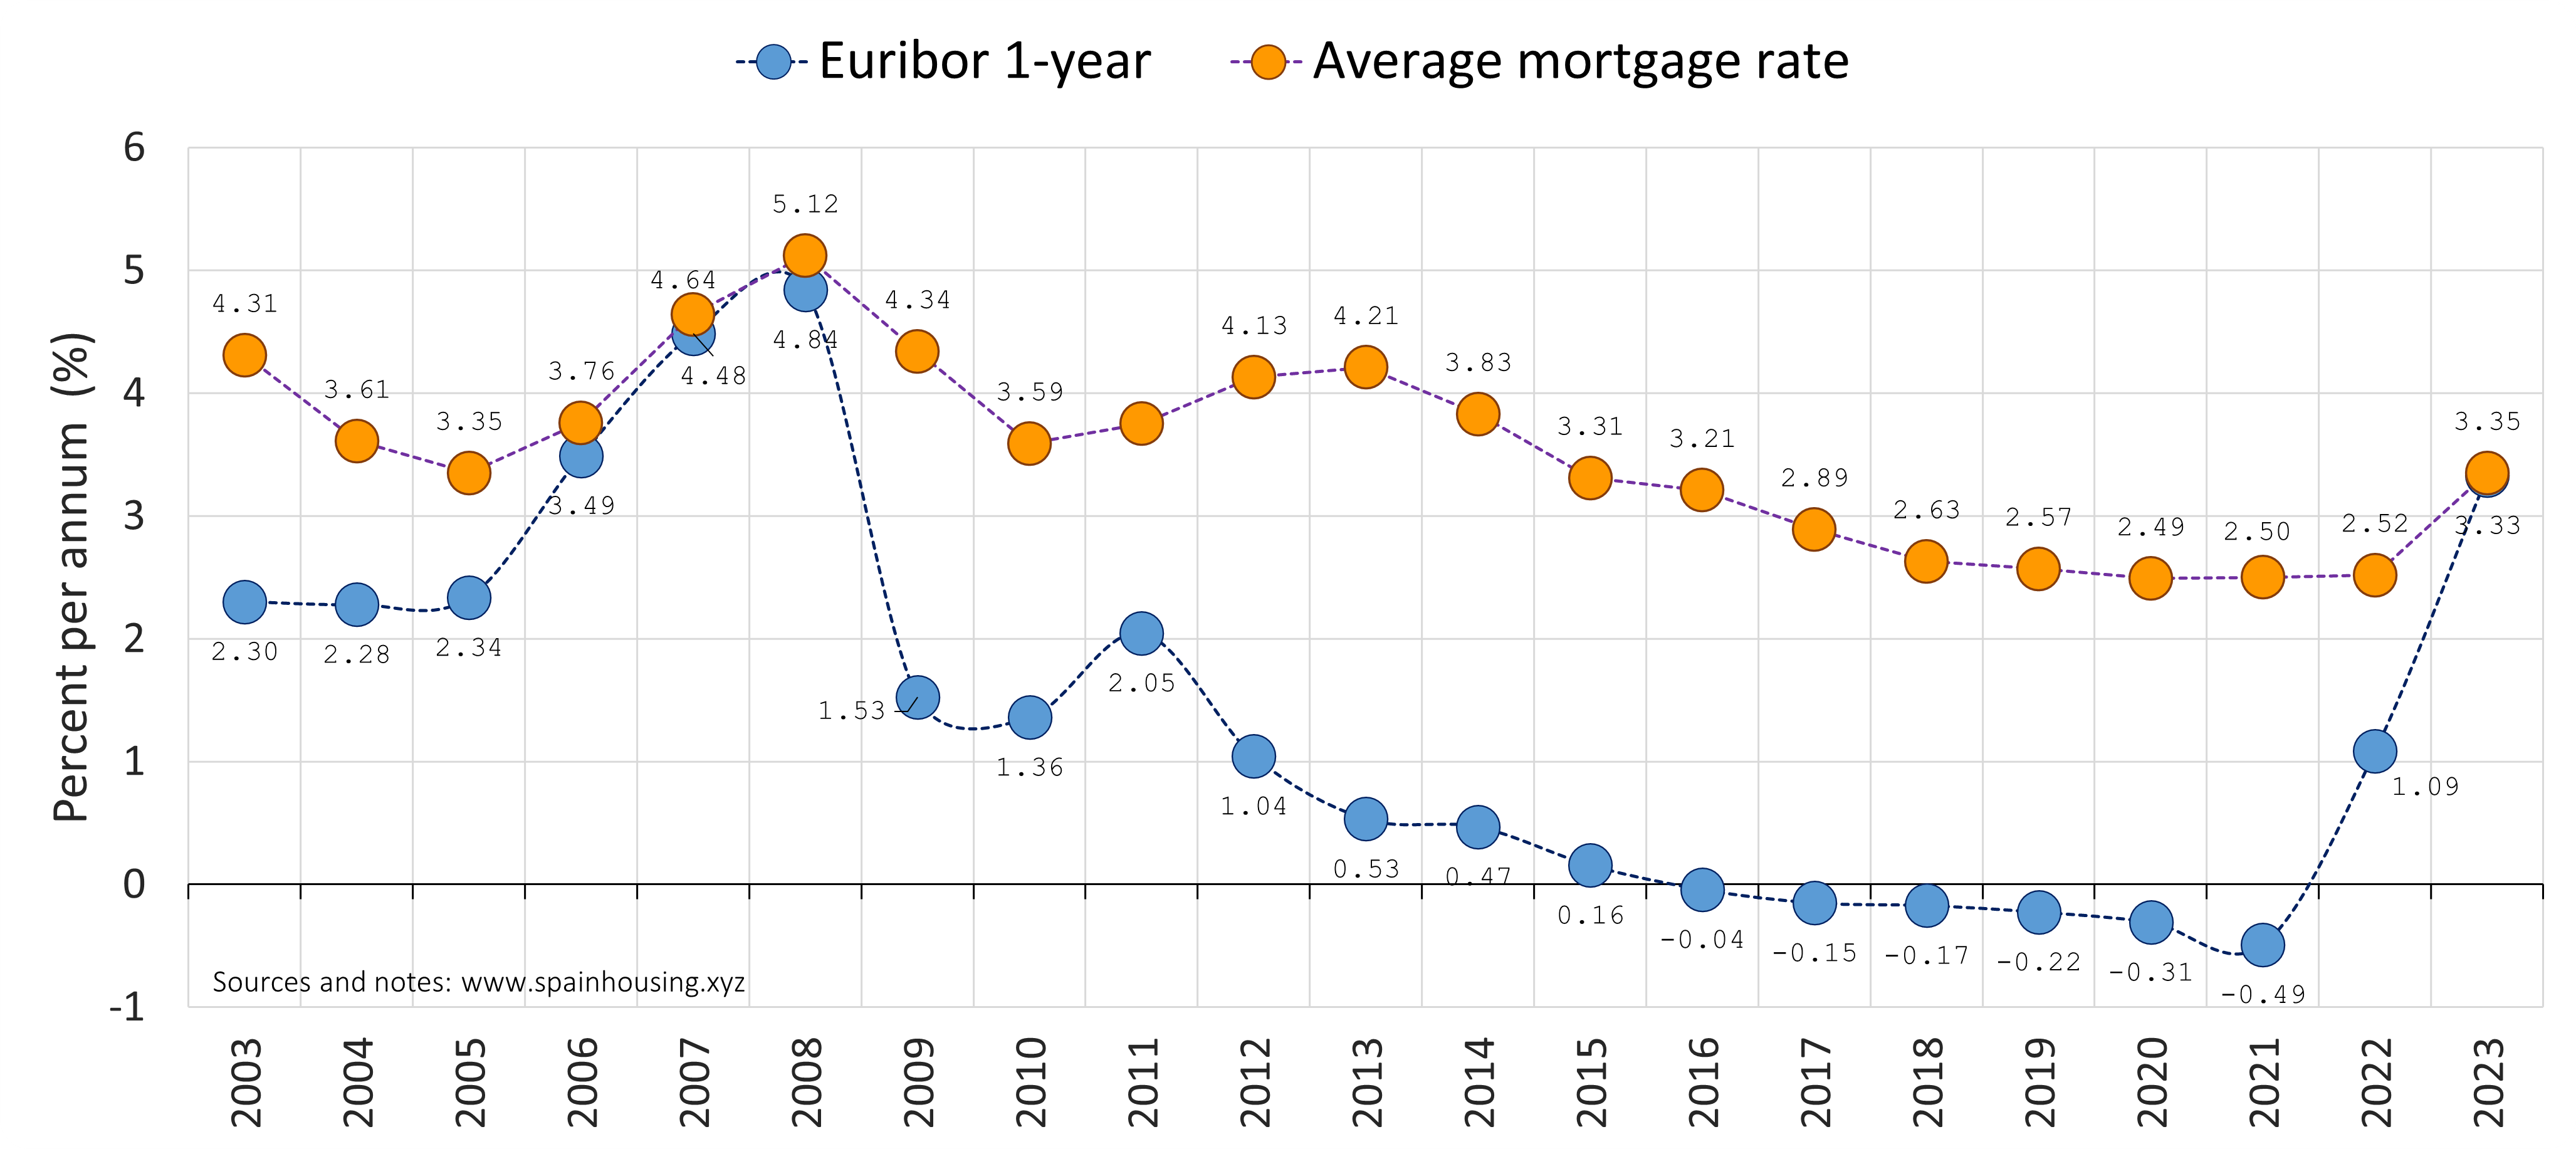 Euribor 1-year Average mortgage rate
Percent per annum (%)
6
5
4
3
2
1
0
-1
4.31 3.61 3.35 3.76 4.64 5.12 4.34 3.59 4.13 4.21 3.83 3.31 3.21 2.89 2.63 2.57 2.49 2.50 2.52 3.35
2.30 2.28 2.34 3.49 4.48 4.84 1.53 1.36 2.05 1.04 0.53 0.47 0.16 -0.04 -0.15 -0.17 -0.22 -0.31 -0.49 1.09 3.33
Sources and notes: www.spainhousing.xyz
2003 2004 2005 2006 2007 2008 2009 2010 2011 2012 2013 2014 2015 2016 2017 2018 2019 2020 2021 2022 2023